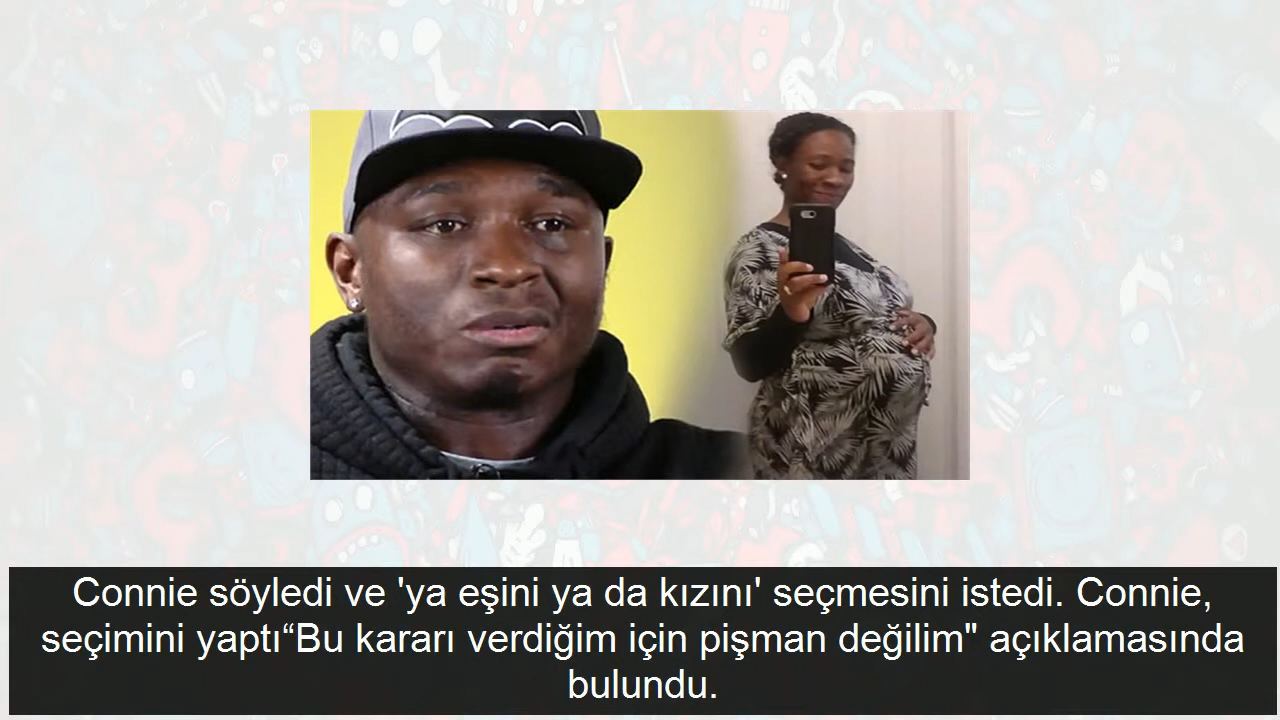 Connie söyledi ve 'ya eşini ya da kızını' seçmesini istedi. Connie,
seçimini yaptı“Bu kararı verdiğim için pişman değilim" açıklamasında
bulundu.